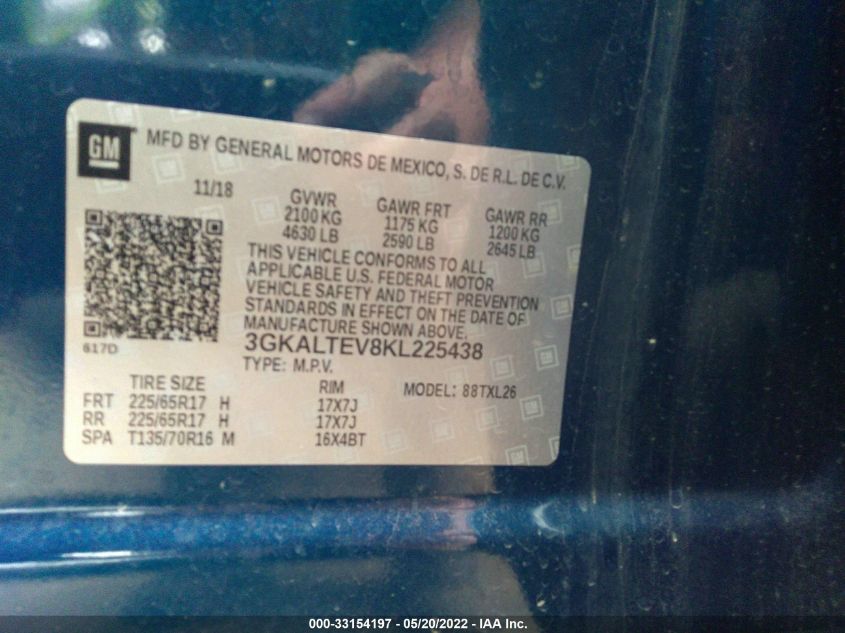 GM
MFD BY GENERAL MOTORS DE MEXICO, S. DE R.L. DE C.V.
11/18 GVWR GAWR FRT GAWR RR
2100 KG 1175 KG 1200 KG
4630 LB 2590 LB 2645 LB
THIS VEHICLE CONFORMS TO ALL
APPLICABLE U.S. FEDERAL MOTOR
VEHICLE SAFETY AND THEFT PREVENTION
STANDARDS IN EFFECT ON THE DATE OF
MANUFACTURE SHOWN ABOVE.
617D 3GKALTEV8KL225438
TYPE: M.P.V. MODEL: 88TXL26
TIRE SIZE RIM
FRT 225/65R17 H 17X7J
RR 225/65R17 H 17X7J
SPA T135/70R16 M 16X4BT
000-33154197 - 05/20/2022 - IAA Inc.